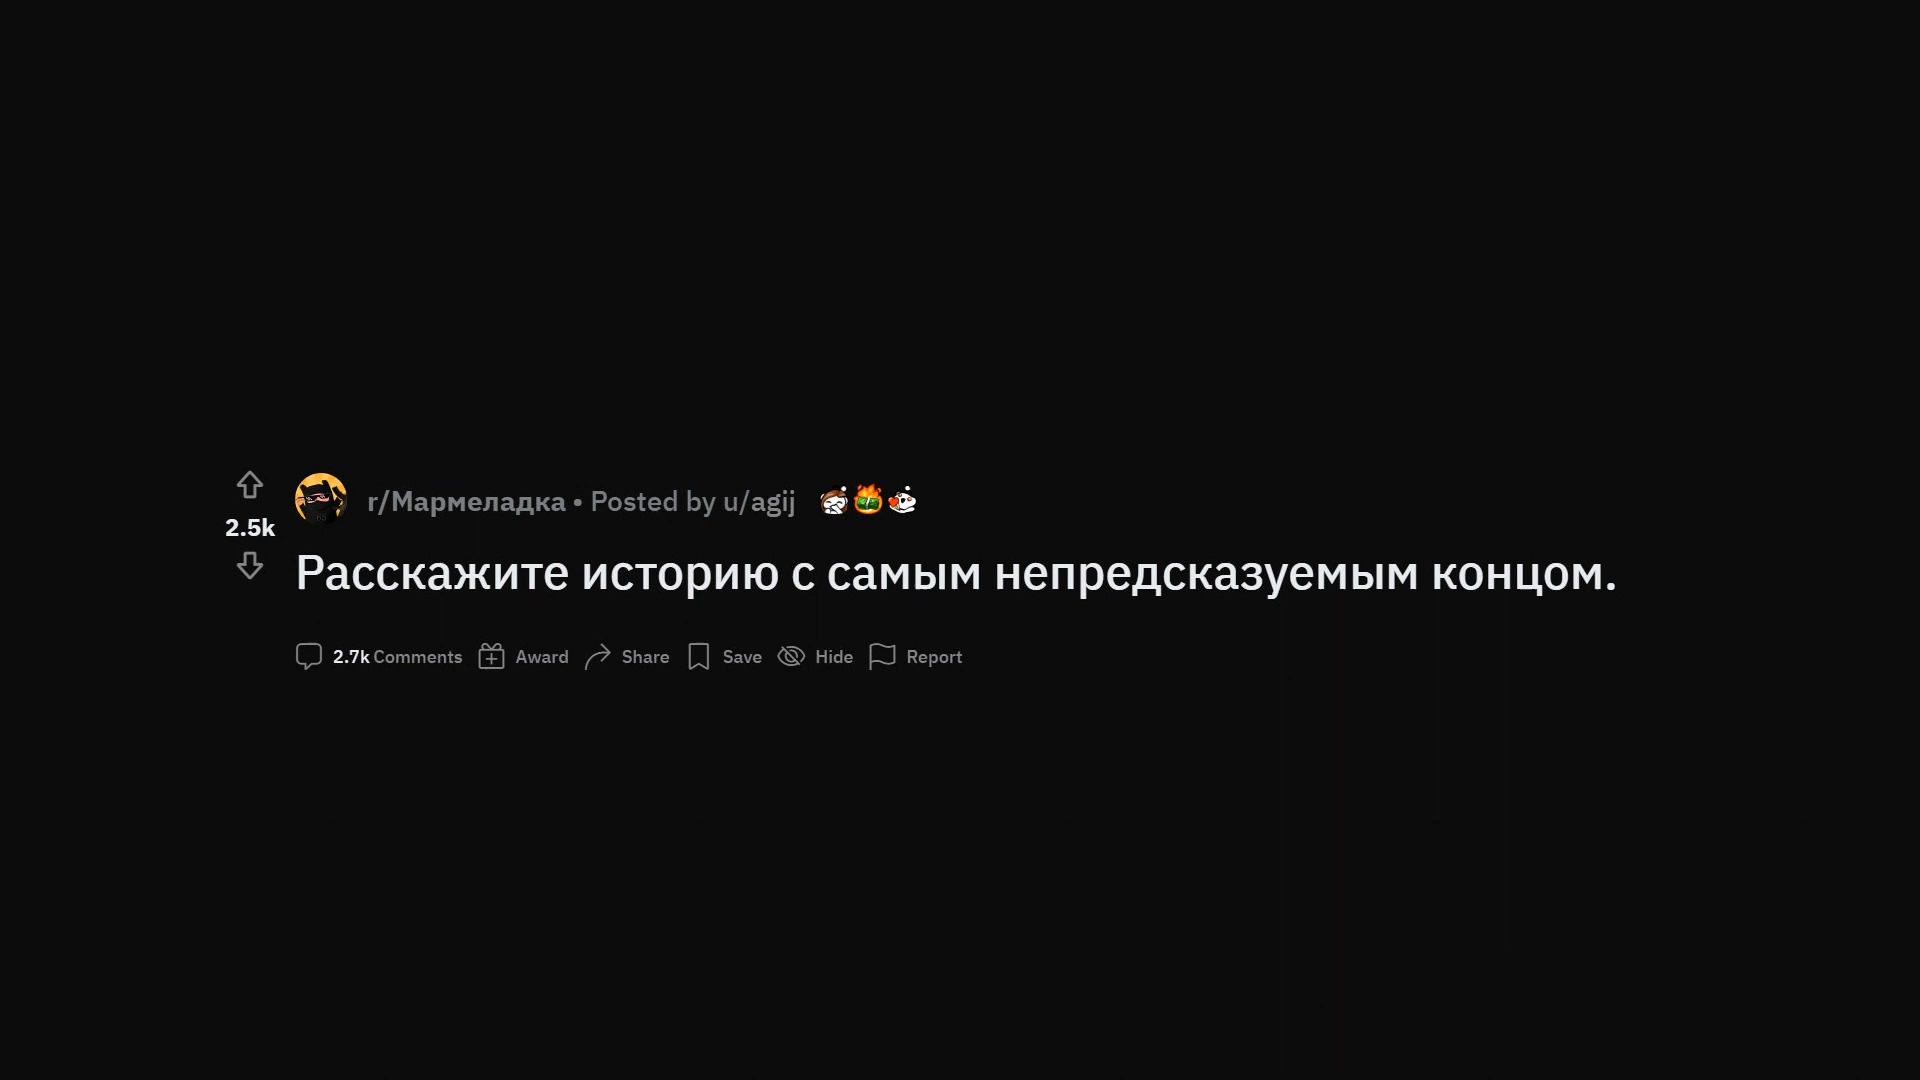 r/Мармеладка • Posted by u/agij
2.5k
Расскажите историю с самым непредсказуемым концом.
2.7k Comments Award Share Save Hide Report